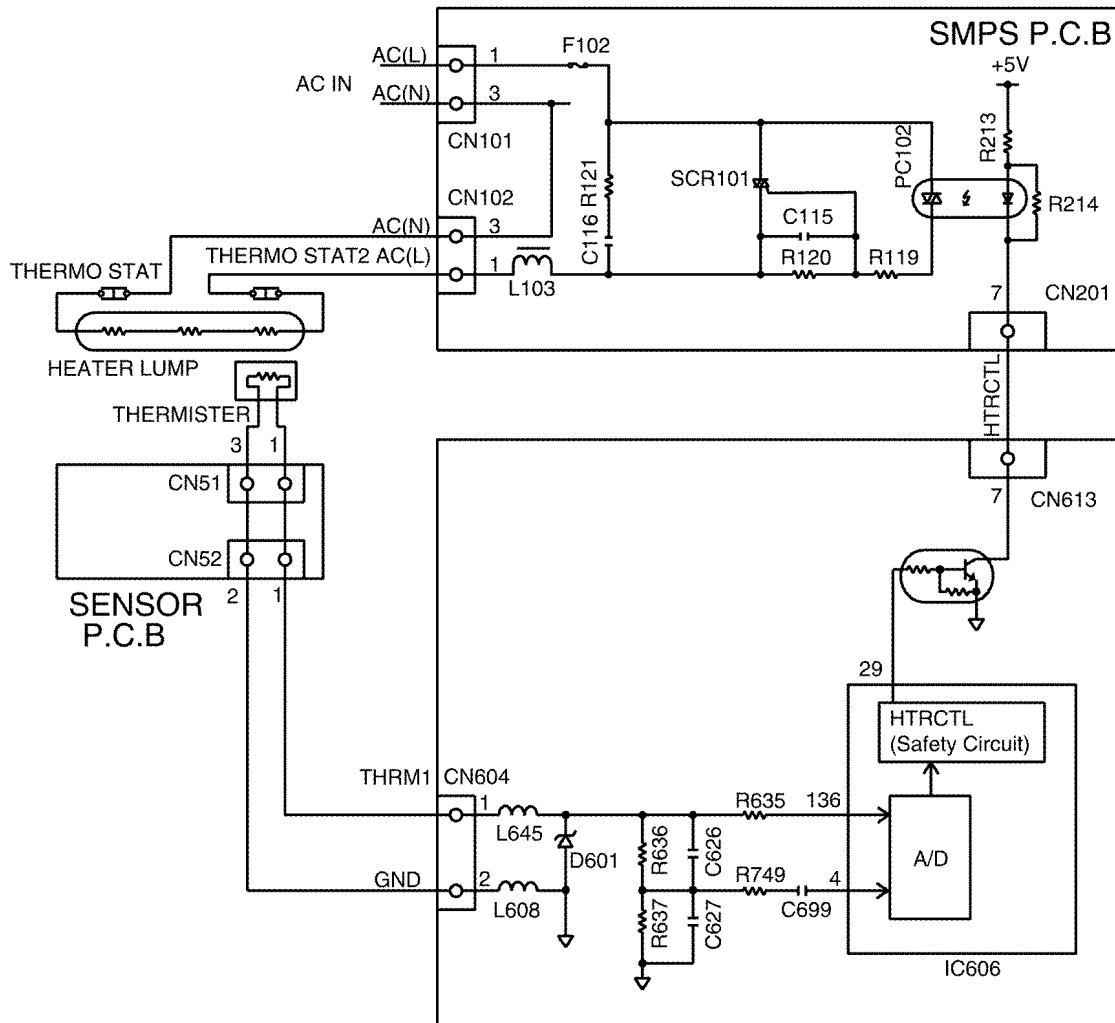 SMPS P.C.B
+5V
AC(L)
1
F102
AC IN
AC(N)
3
CN101
R213
PC102
R121
SCR101
R214
CN102
C116
C115
AC(N)
3
THERMO STAT2 AC(L)
R120
R119
THERMO STAT
1
L103
7
CN201
HEATER LUMP
HTRCTL
THERMISTER
3
1
CN51
7
CN613
CN52
2
1
SENSOR
P.C.B
29
HTRCTL
(Safety Circuit)
THRM1
CN604
1
R635
136
L645
D601
R636
C626
A/D
GND
2
R749
4
L608
R637
C627
C699
IC606